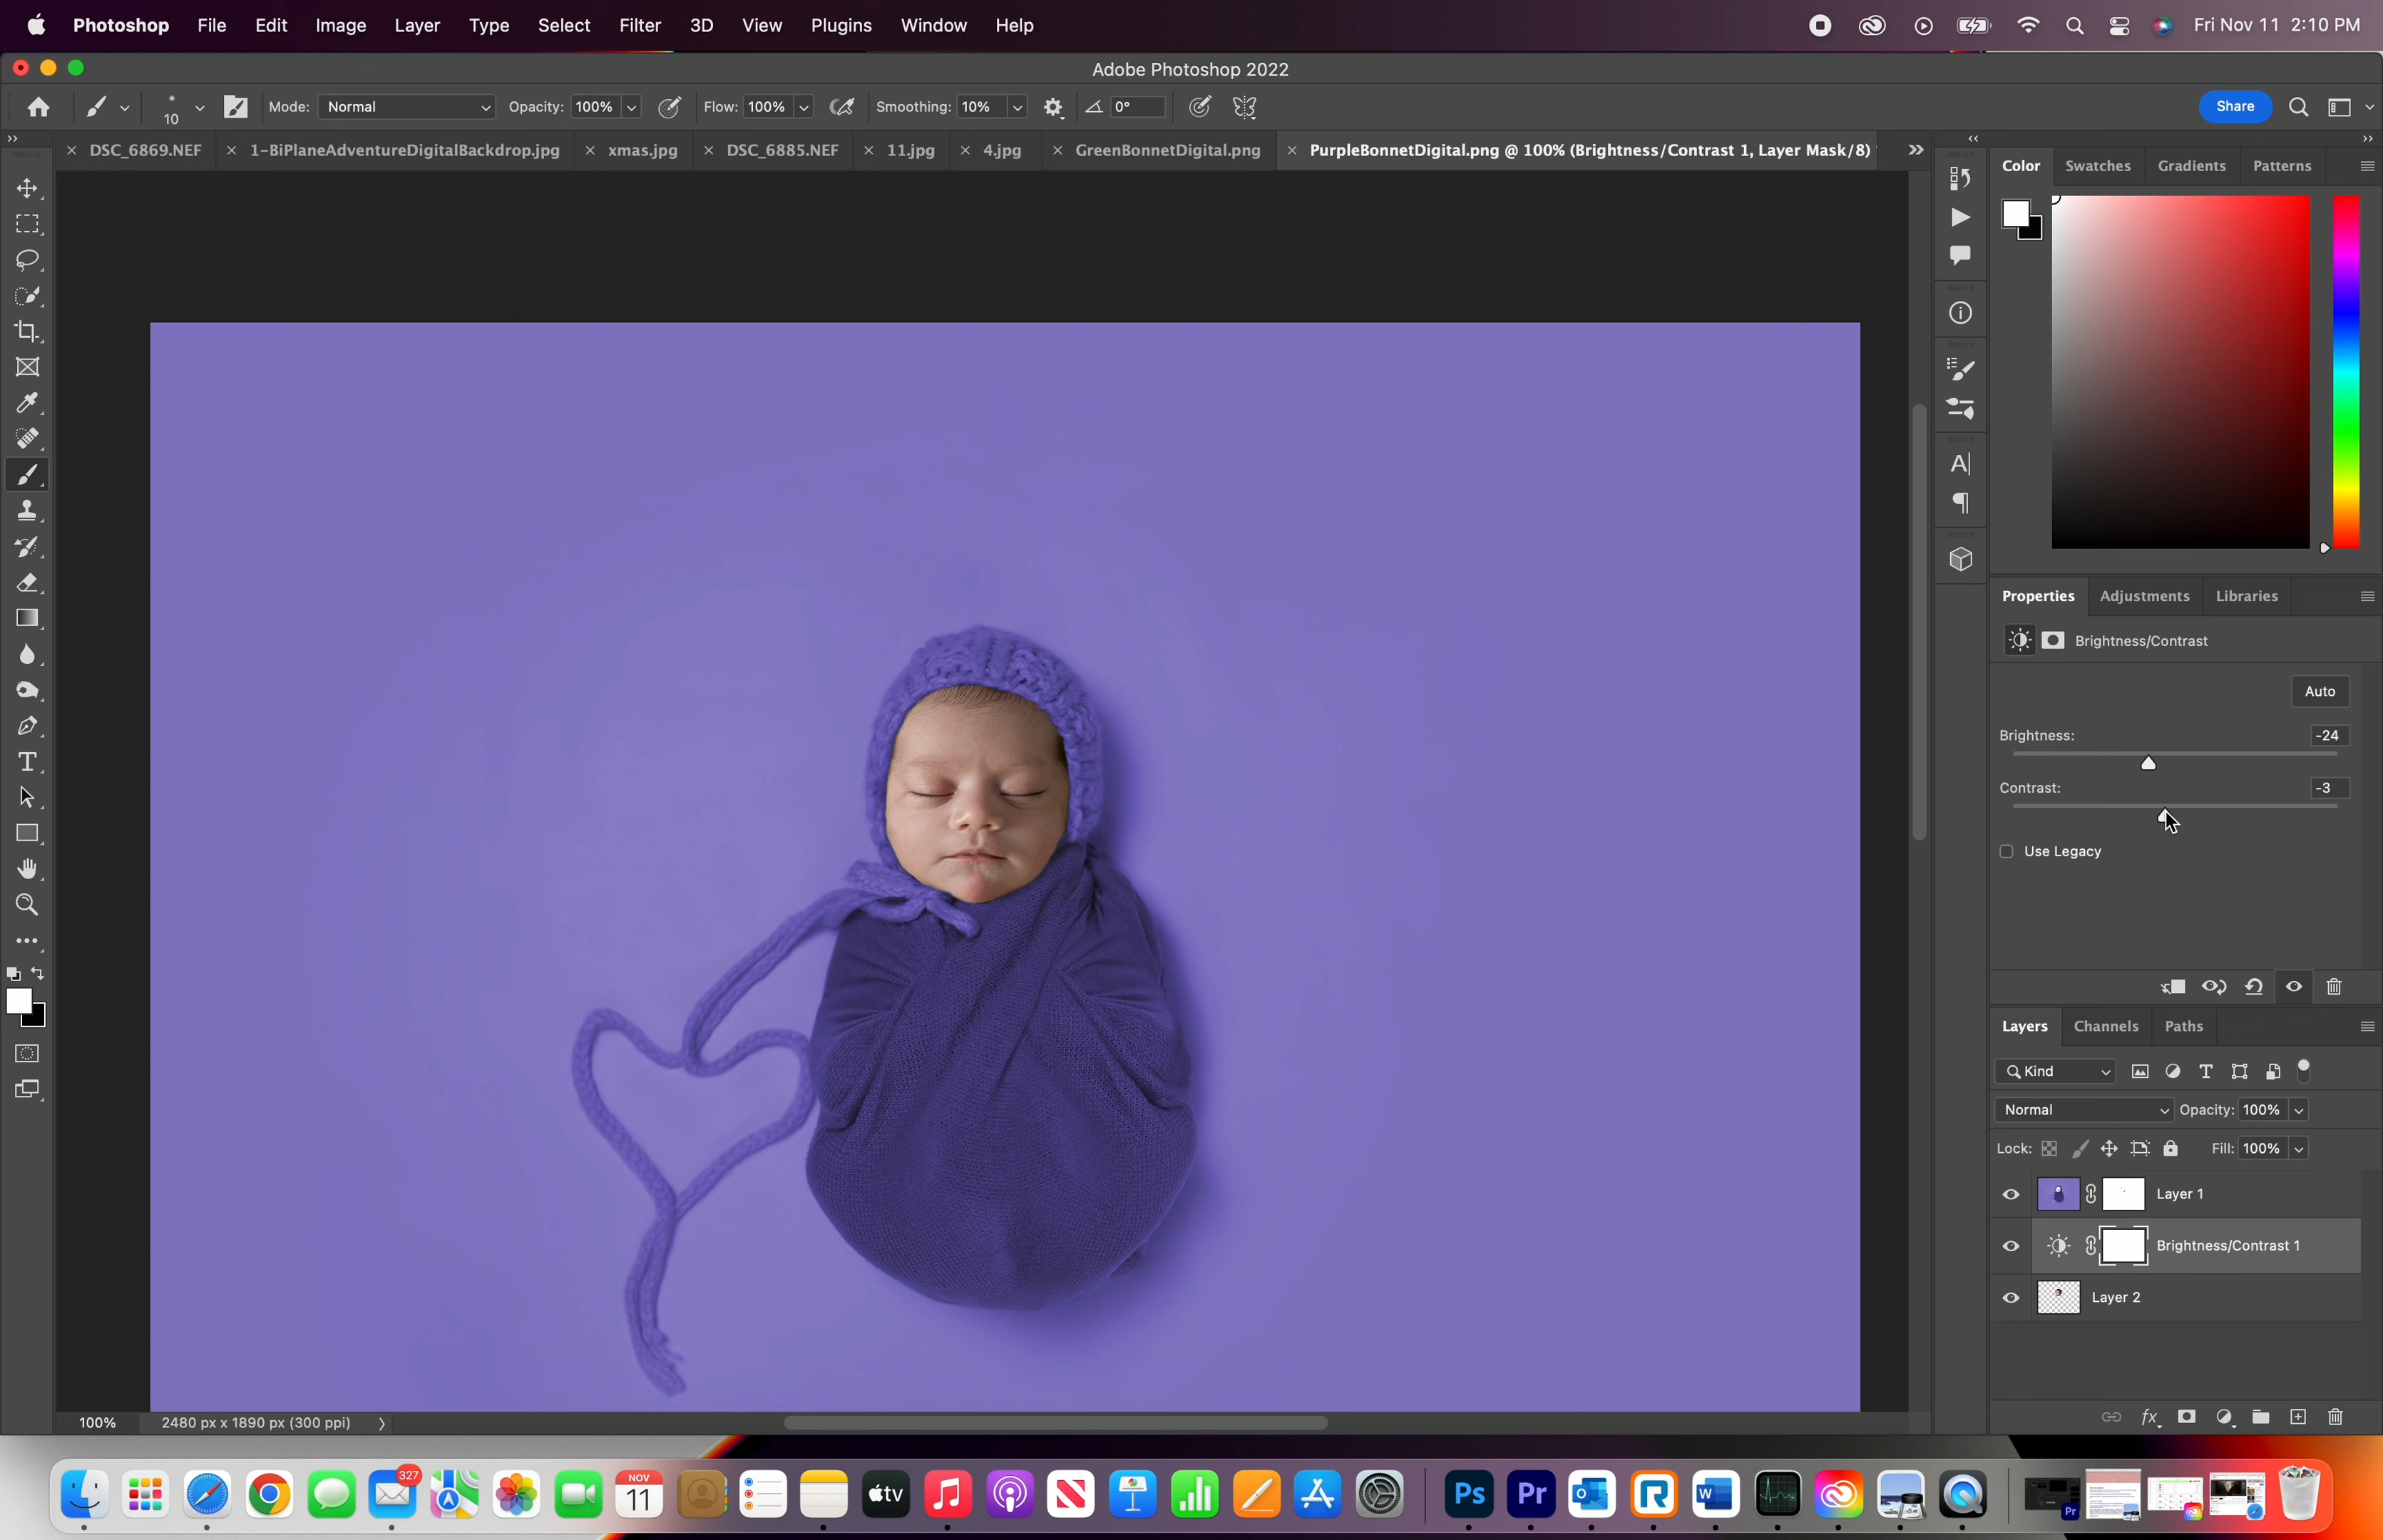 Photoshop File Edit Image Layer Type Select Filter 3D View Plugins Window Help Fri Nov 11 2:10 PM
Adobe Photoshop 2022
10 Mode: Normal Opacity: 100% Flow: 100% Smoothing: 10% 0° Share
DSC_6869.NEF 1-BiPlaneAdventureDigitalBackdrop.jpg xmas.jpg DSC_6885.NEF 11.jpg 4.jpg GreenBonnetDigital.png PurpleBonnetDigital.png @ 100% (Brightness/Contrast 1, Layer Mask/8)
Color Swatches Gradients Patterns
Properties Adjustments Libraries
Brightness/Contrast
Auto
Brightness: -24
Contrast: -3
Use Legacy
Layers Channels Paths
Kind
Normal Opacity: 100%
Lock: Fill: 100%
Layer 1
Brightness/Contrast 1
Layer 2
100% 2480 px x 1890 px (300 ppi)
327
NOV
11
tv
Ps
Pr
O
R
W
Pr